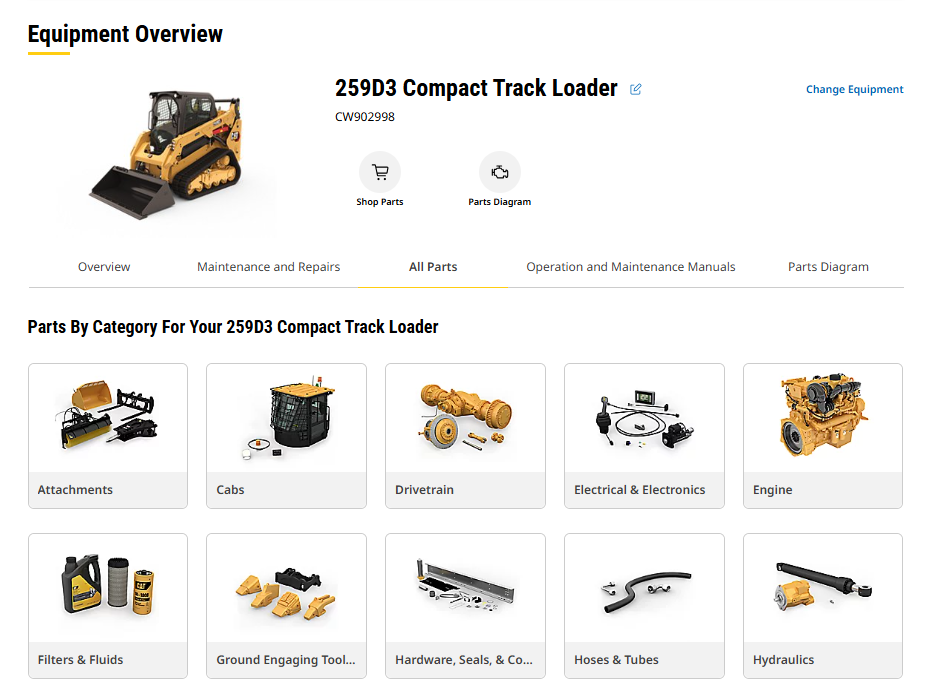 Equipment Overview
259D3 Compact Track Loader
Change Equipment
CW902998
Shop Parts
Parts Diagram
Overview
Maintenance and Repairs
All Parts
Operation and Maintenance Manuals
Parts Diagram
Parts By Category For Your 259D3 Compact Track Loader
Attachments
Cabs
Drivetrain
Electrical & Electronics
Engine
CAT
Filters & Fluids
Ground Engaging Tool...
Hardware, Seals, & Co...
Hoses & Tubes
Hydraulics